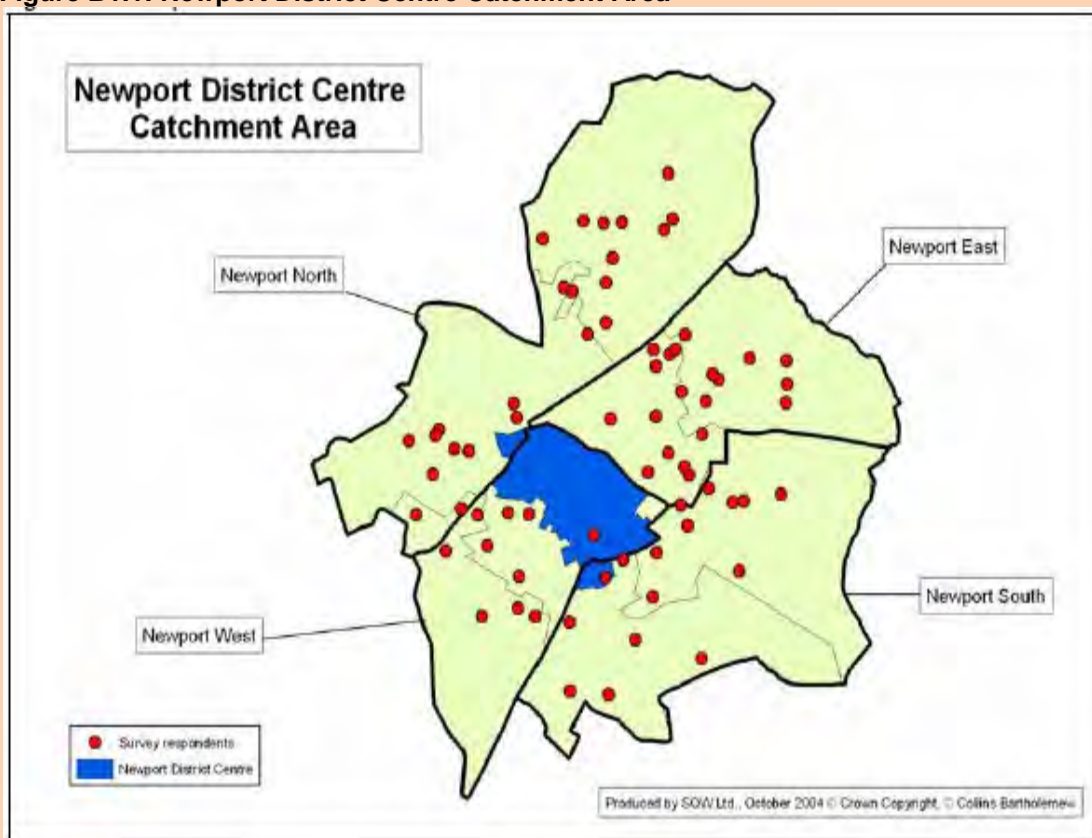 Newport District Centre
Catchment Area
Newport East
Newport North
Newport South
Newport West
Survey respondents
Newport District Centre
Produced by SOW Ltd., October 2004 © Crown Copyright, © Collins Bartholomew